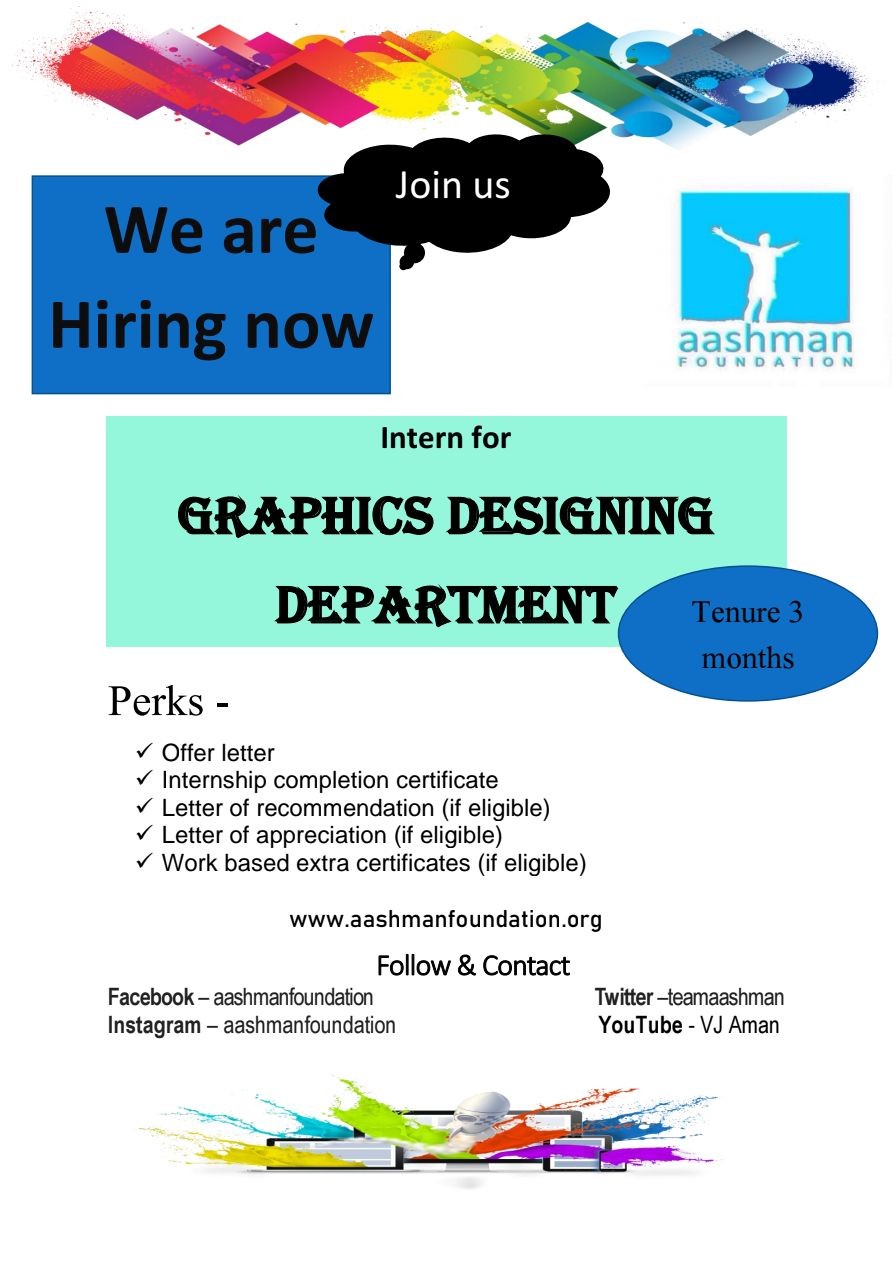 Join us
We are
Hiring now
aashman
FOUNDATION
Intern for
GRAPHICS DESIGNING
DEPARTMENT
Tenure 3
months
Perks -
✓ Offer letter
✓ Internship completion certificate
✓ Letter of recommendation (if eligible)
✓ Letter of appreciation (if eligible)
✓ Work based extra certificates (if eligible)
www.aashmanfoundation.org
Follow & Contact
Facebook – aashmanfoundation
Twitter –teamaashman
Instagram – aashmanfoundation
YouTube - VJ Aman